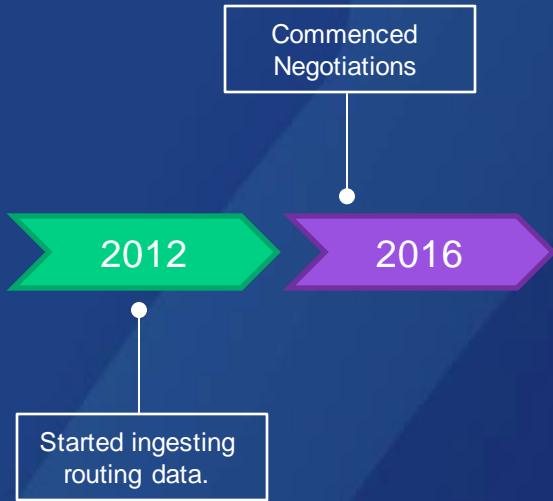 Commenced
Negotiations
2012
2016
Started ingesting
routing data.